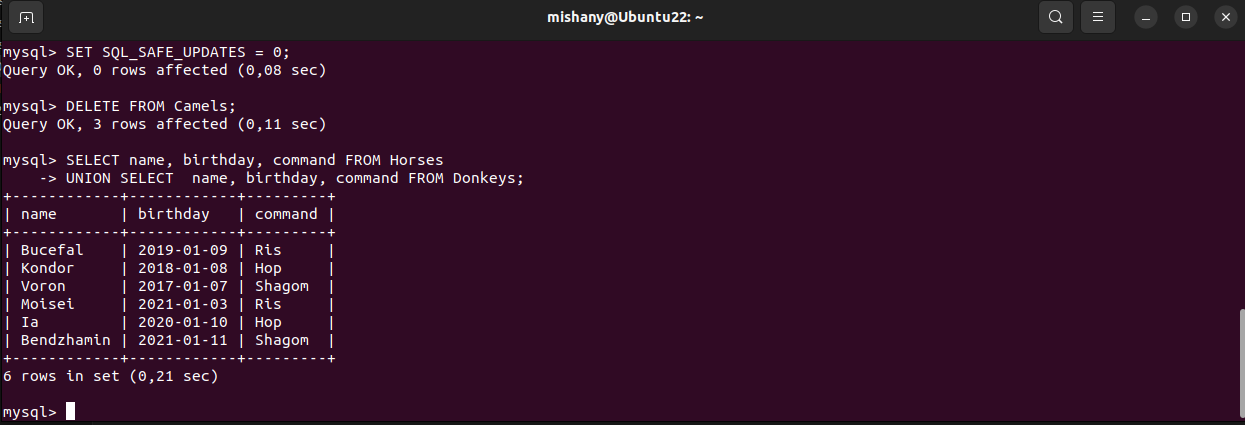 mishany@Ubuntu22: ~
mysql> SET SQL_SAFE_UPDATES = 0;
Query OK, 0 rows affected (0,08 sec)
mysql> DELETE FROM Camels;
Query OK, 3 rows affected (0,11 sec)
mysql> SELECT name, birthday, command FROM Horses
    -> UNION SELECT  name, birthday, command FROM Donkeys;
+------------+------------+---------+
| name       | birthday   | command |
+------------+------------+---------+
| Bucefal    | 2019-01-09 | Ris     |
| Kondor     | 2018-01-08 | Hop     |
| Voron      | 2017-01-07 | Shagom  |
| Moisei     | 2021-01-03 | Ris     |
| Ia         | 2020-01-10 | Hop     |
| Bendzhamin | 2021-01-11 | Shagom  |
+------------+------------+---------+
6 rows in set (0,21 sec)
mysql>